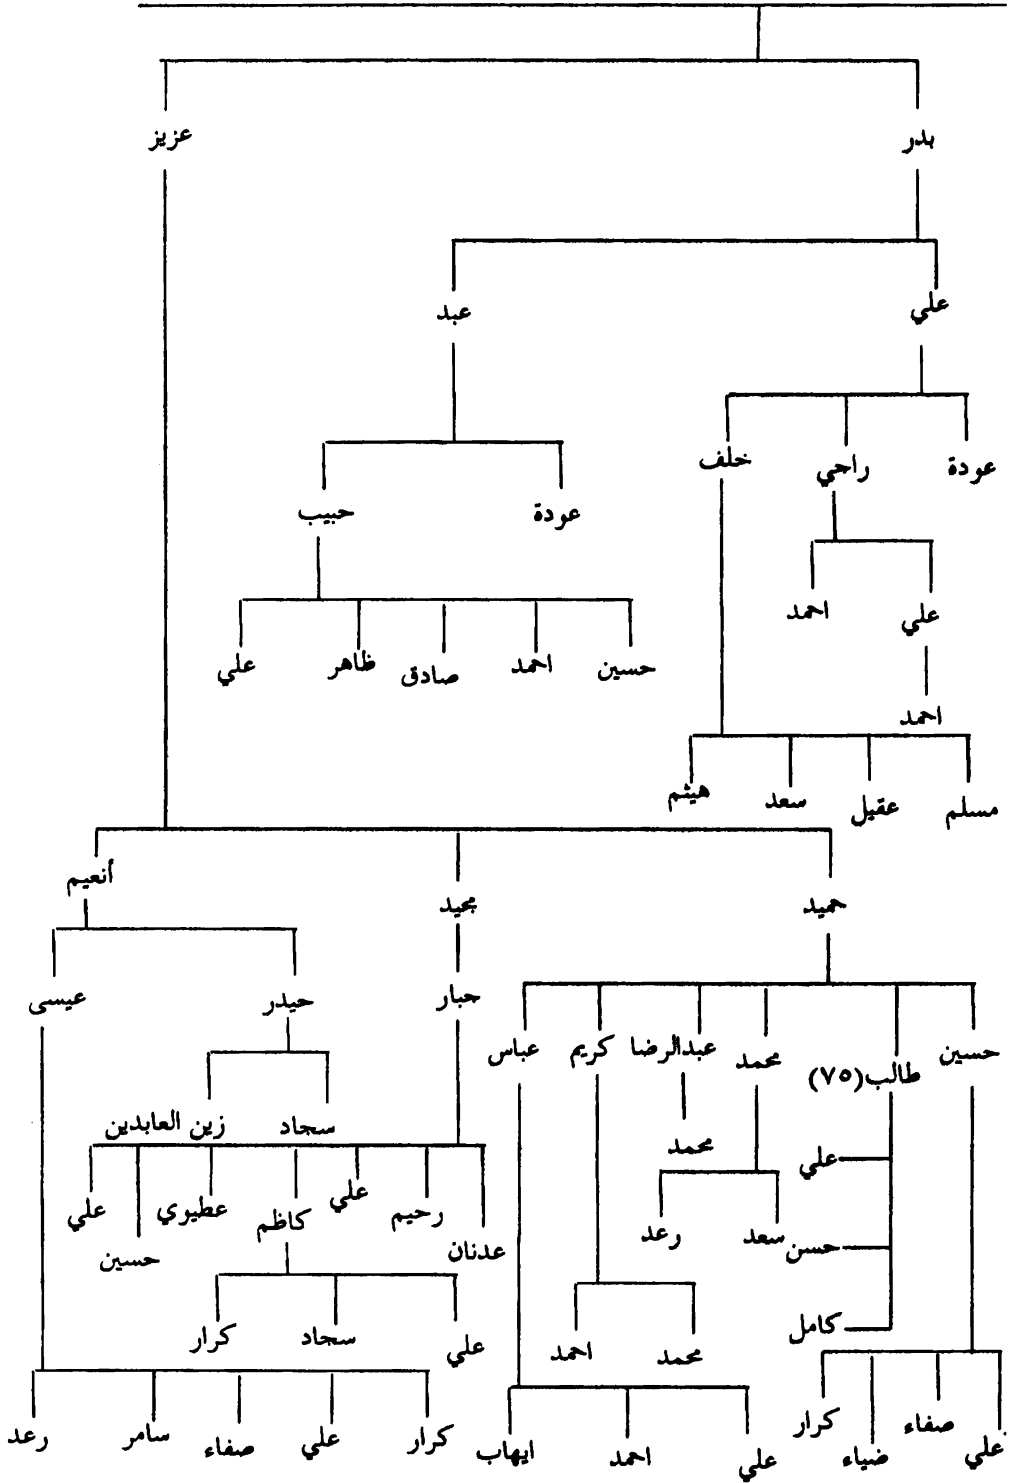 بدر
عزيز
علي
عبد
عودة
راحي
خلف
عودة
حبيب
علي
احمد
حسين
احمد
صادق
ظاهر
علي
احمد
مسلم
عقيل
سعد
هيثم
حميد
مجيد
أنعيم
حسين
طالب(٧٥)
محمد
عبدالرضا
كريم
عباس
حبار
حيدر
عيسى
سجاد
زين العابدين
محمد
علي
حسن
كامل
سعد
رعد
عدنان
رحيم
علي
كاظم
عطيوي
حسين
علي
محمد
احمد
علي
سجاد
كرار
علي
صفاء
ضياء
كرار
علي
احمد
ايهاب
كرار
علي
صفاء
سامر
رعد